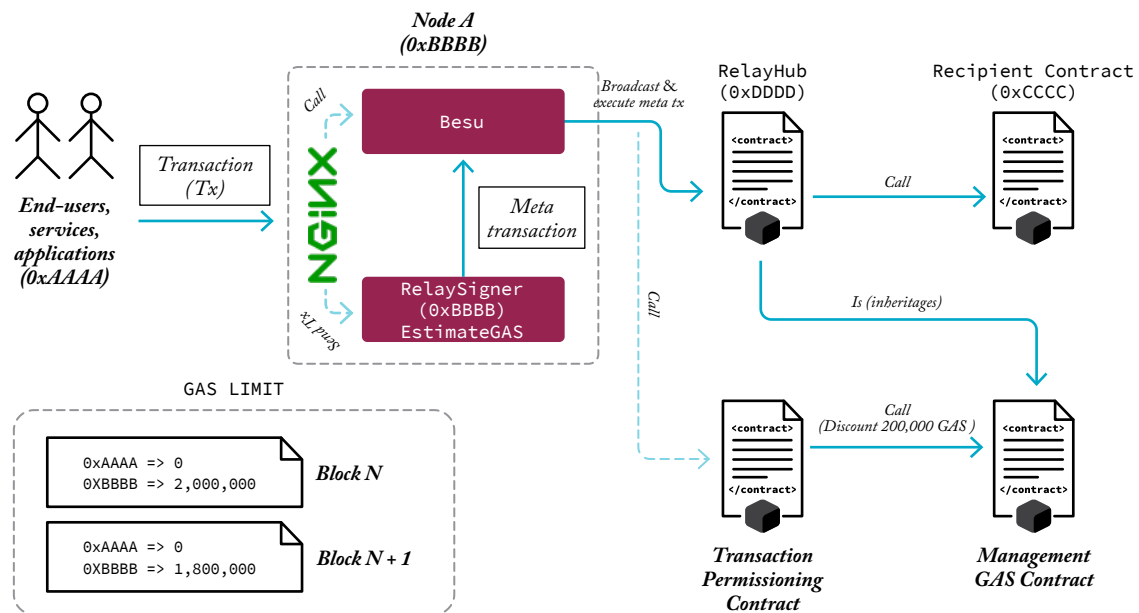 Node A
(0xBBBB)
End-users,
services,
applications
(0xAAAA)
Transaction
(Tx)
NGINX
Call
Send Tx
Besu
Meta
transaction
RelaySigner
(0xBBBB)
EstimateGAS
Broadcast &
execute meta tx
Call
RelayHub
(0xDDDD)
<contract>
</contract>
Call
Recipient Contract
(0xCCCC)
<contract>
</contract>
Is (inheritages)
<contract>
</contract>
Transaction
Permissioning
Contract
Call
(Discount 200,000 GAS )
<contract>
</contract>
Management
GAS Contract
GAS LIMIT
0xAAAA => 0
0XBBBB => 2,000,000
Block N
0xAAAA => 0
0XBBBB => 1,800,000
Block N + 1